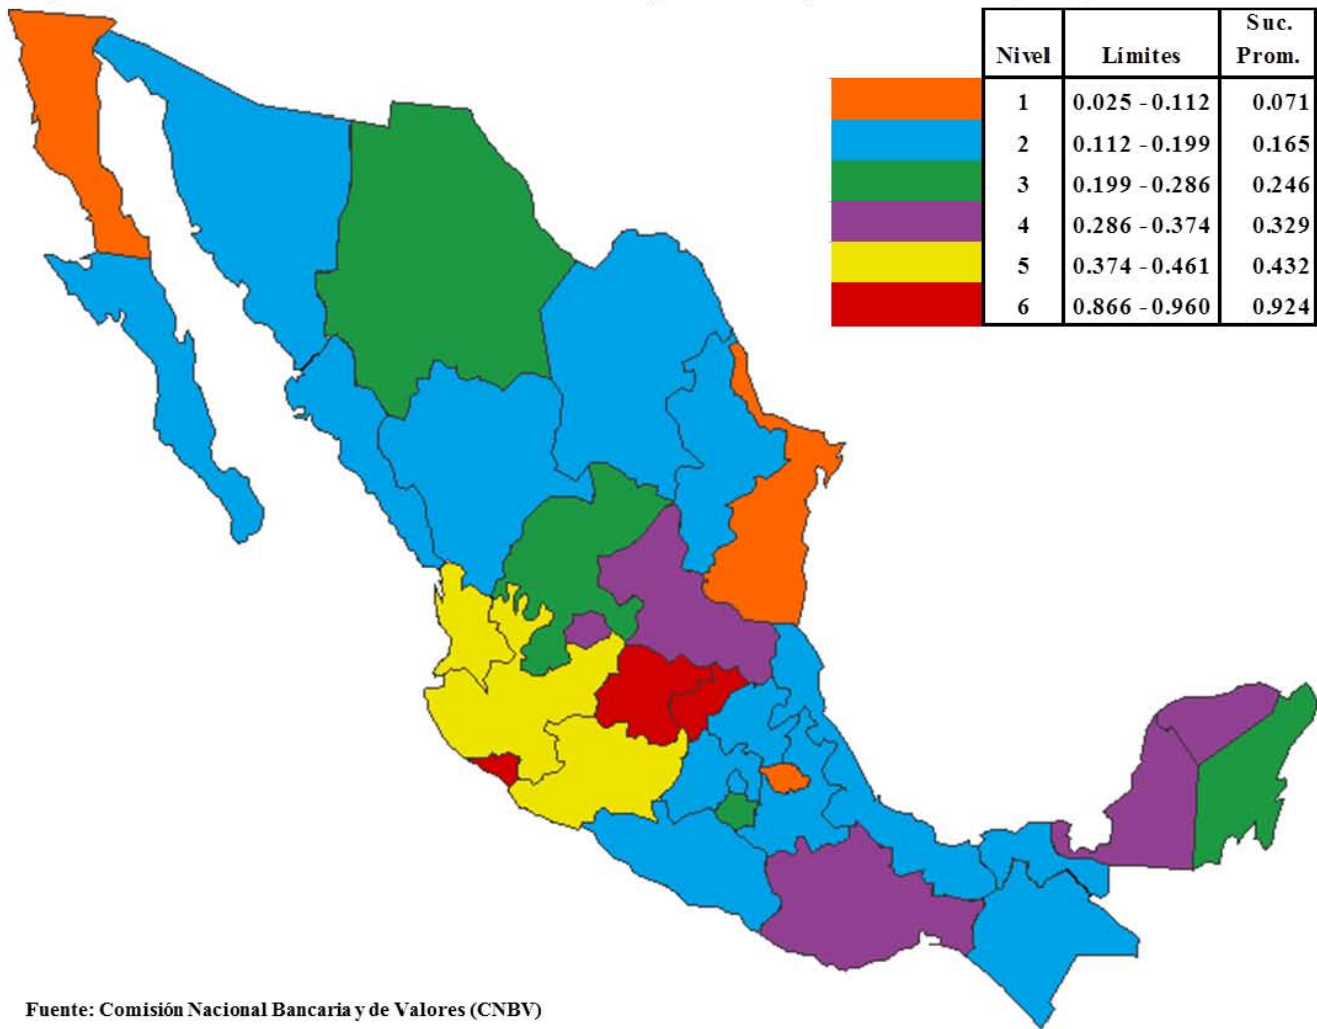 Nivel Límites Suc. Prom.
1 0.025 - 0.112 0.071
2 0.112 - 0.199 0.165
3 0.199 - 0.286 0.246
4 0.286 - 0.374 0.329
5 0.374 - 0.461 0.432
6 0.866 - 0.960 0.924
Fuente: Comisión Nacional Bancaria y de Valores (CNBV)